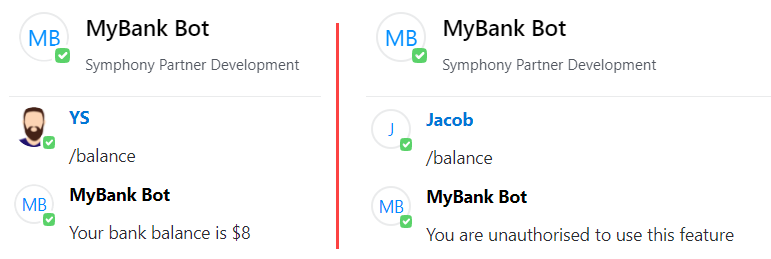 MB
MyBank Bot
Symphony Partner Development
YS
/balance
MB
MyBank Bot
Your bank balance is $8
MB
MyBank Bot
Symphony Partner Development
J
Jacob
/balance
MB
MyBank Bot
You are unauthorised to use this feature